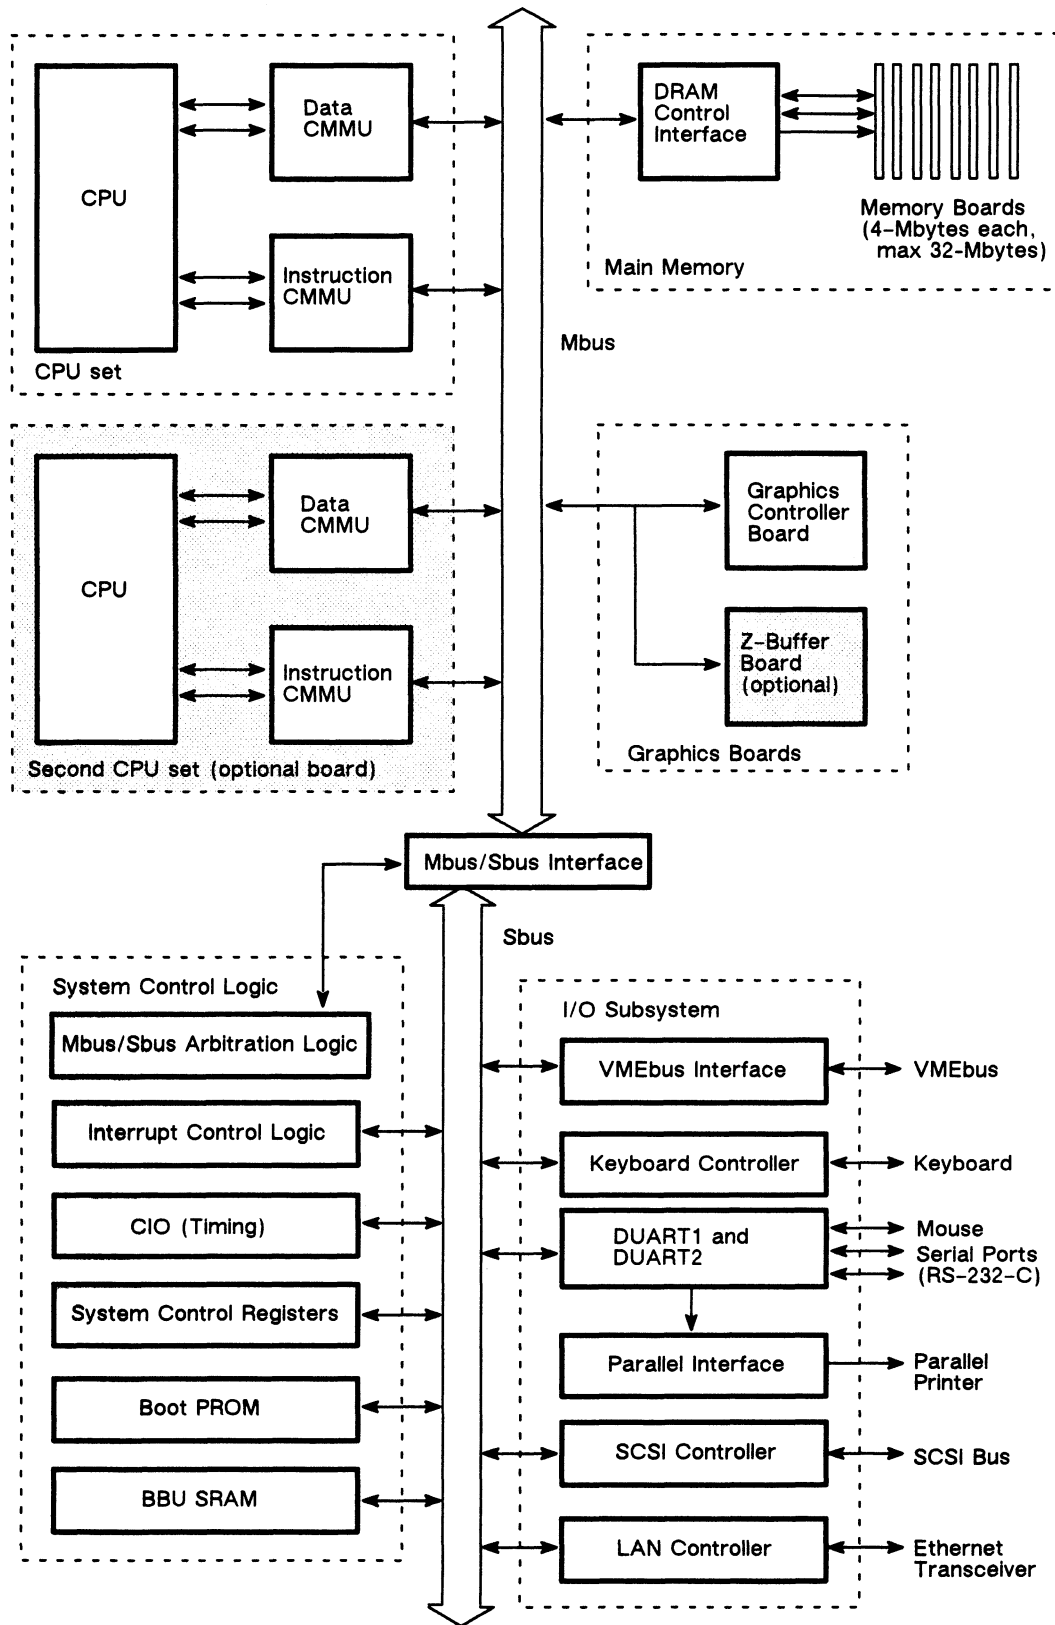 Data
CMMU
CPU
Instruction
CMMU
CPU set
DRAM
Control
Interface
Memory Boards
(4-Mbytes each,
max 32-Mbytes)
Main Memory
Mbus
Data
CMMU
CPU
Instruction
CMMU
Second CPU set (optional board)
Graphics
Controller
Board
Z-Buffer
Board
(optional)
Graphics Boards
Mbus/Sbus Interface
Sbus
System Control Logic
Mbus/Sbus Arbitration Logic
Interrupt Control Logic
CIO (Timing)
System Control Registers
Boot PROM
BBU SRAM
I/O Subsystem
VMEbus Interface
VMEbus
Keyboard Controller
Keyboard
DUART1 and
DUART2
Mouse
Serial Ports
(RS-232-C)
Parallel Interface
Parallel
Printer
SCSI Controller
SCSI Bus
LAN Controller
Ethernet
Transceiver